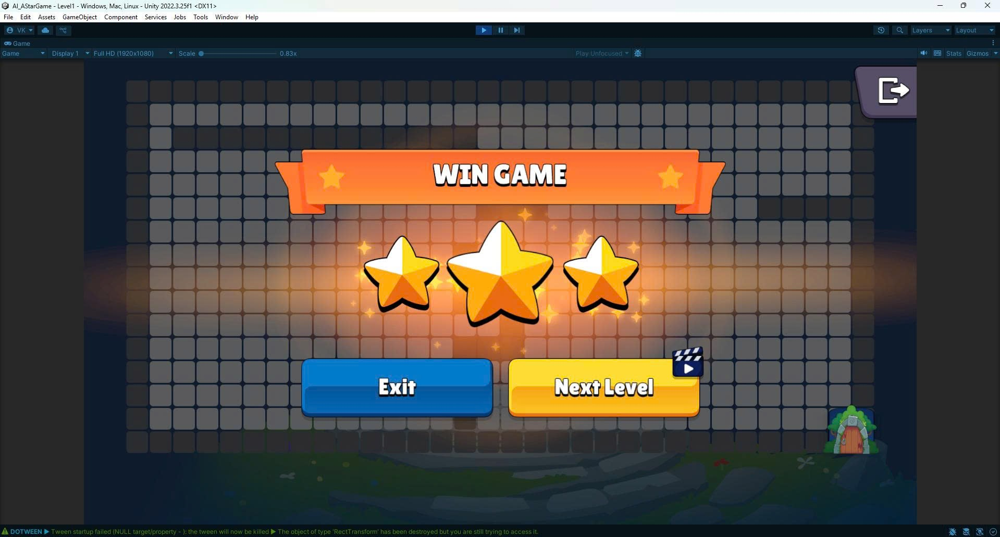 AI_AStarGame - Level1 - Windows, Mac, Linux - Unity 2022.3.25f1 <DX11>
File Edit Assets GameObject Component Services Jobs Tools Window Help
VK Layers Layout
Game
Game Display 1 Full HD (1920x1080) Scale 0.83x Play Unfocused Stats Gizmos
WIN GAME
Exit Next Level
DOTWEEN ▶ Tween startup failed (NULL target/property - ): the tween will now be killed ▶ The object of type 'RectTransform' has been destroyed but you are still trying to access it.